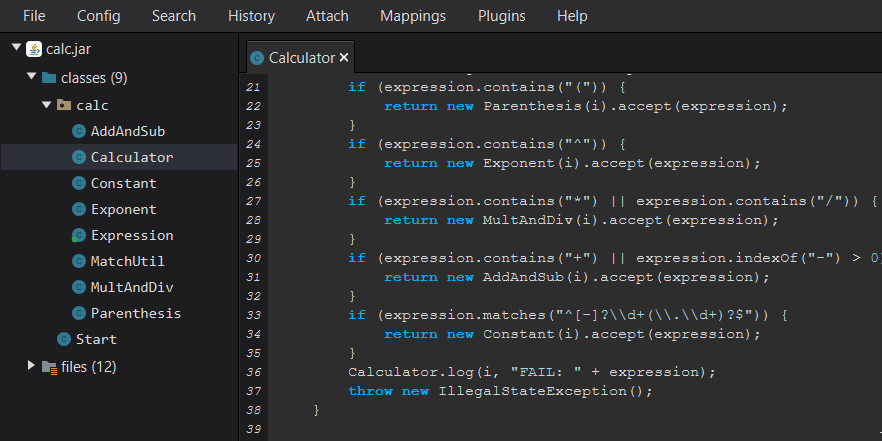 File Config Search History Attach Mappings Plugins Help
calc.jar
classes (9)
calc
AddAndSub
Calculator
Constant
Exponent
Expression
MatchUtil
MultAndDiv
Parenthesis
Start
files (12)
Calculator ×
21 if (expression.contains("(")) {
22 return new Parenthesis(i).accept(expression);
23 }
24 if (expression.contains("^")) {
25 return new Exponent(i).accept(expression);
26 }
27 if (expression.contains("*") || expression.contains("/")) {
28 return new MultAndDiv(i).accept(expression);
29 }
30 if (expression.contains("+") || expression.indexOf("-") > 0)
31 return new AddAndSub(i).accept(expression);
32 }
33 if (expression.matches("^[-]?\\d+(\\.\\d+)?$")) {
34 return new Constant(i).accept(expression);
35 }
36 Calculator.log(i, "FAIL: " + expression);
37 throw new IllegalStateException();
38 }
39